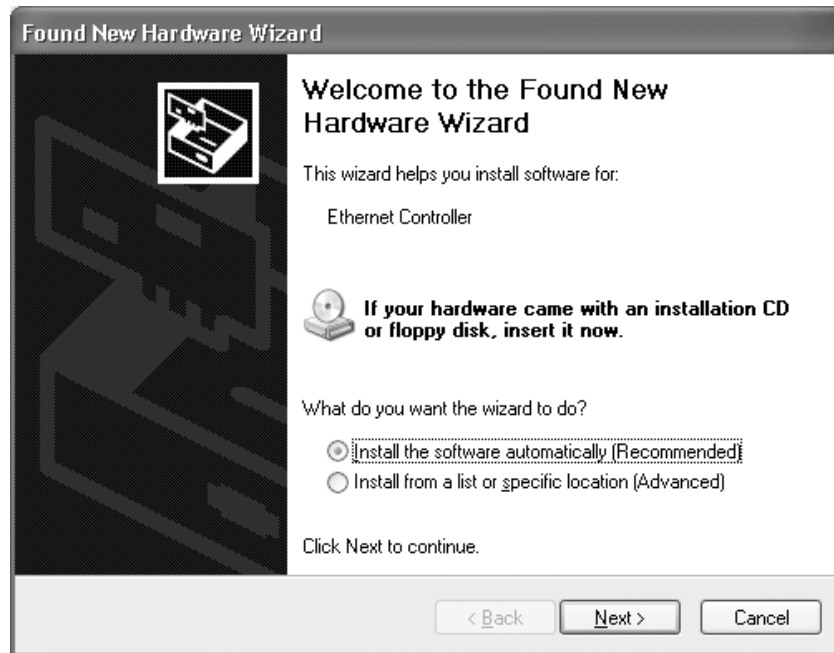 Found New Hardware Wizard
Welcome to the Found New
Hardware Wizard
This wizard helps you install software for:
Ethernet Controller
If your hardware came with an installation CD
or floppy disk, insert it now.
What do you want the wizard to do?
Install the software automatically (Recommended)
Install from a list or specific location (Advanced)
Click Next to continue.
< Back Next > Cancel